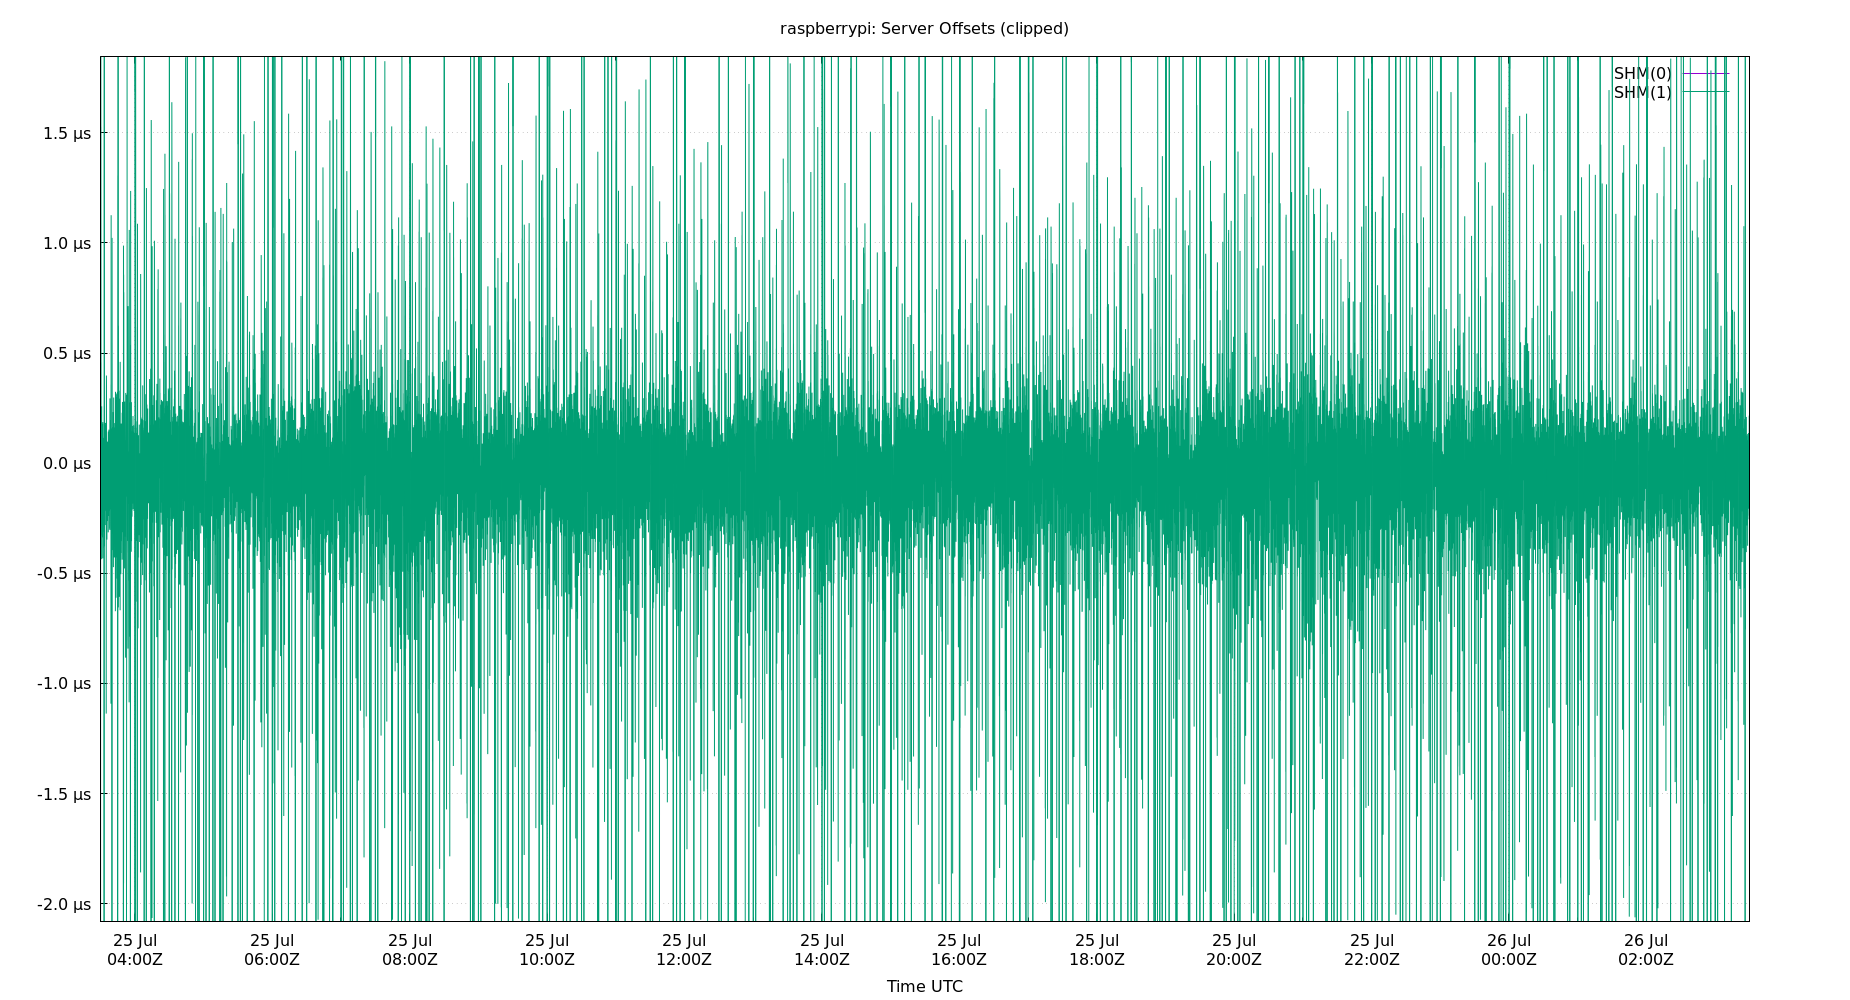 raspberrypi: Server Offsets (clipped)
SHM(0)
SHM(1)
1.5 μs
1.0 μs
0.5 μs
0.0 μs
-0.5 μs
-1.0 μs
-1.5 μs
-2.0 μs
25 Jul 25 Jul 25 Jul 25 Jul 25 Jul 25 Jul 25 Jul 25 Jul 25 Jul 25 Jul 26 Jul 26 Jul
04:00Z 06:00Z 08:00Z 10:00Z 12:00Z 14:00Z 16:00Z 18:00Z 20:00Z 22:00Z 00:00Z 02:00Z
Time UTC